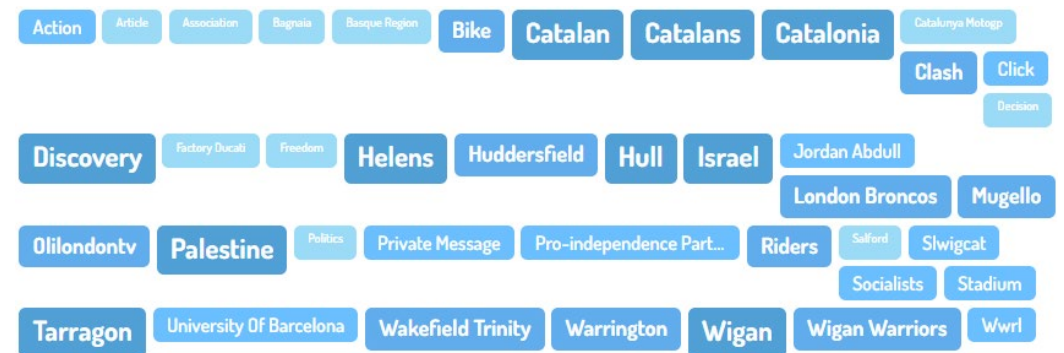 Action Article Association Bagnaia Basque Region Bike Catalan Catalans Catalonia Catalunya Motogp
Clash Click
Decision
Discovery Factory Ducati Freedom Helens Huddersfield Hull Israel Jordan Abdull
London Broncos Mugello
Olilondontv Palestine Politics Private Message Pro-independence Part... Riders Salford Slwigcat
Socialists Stadium
Tarragon University Of Barcelona Wakefield Trinity Warrington Wigan Wigan Warriors Wwrl